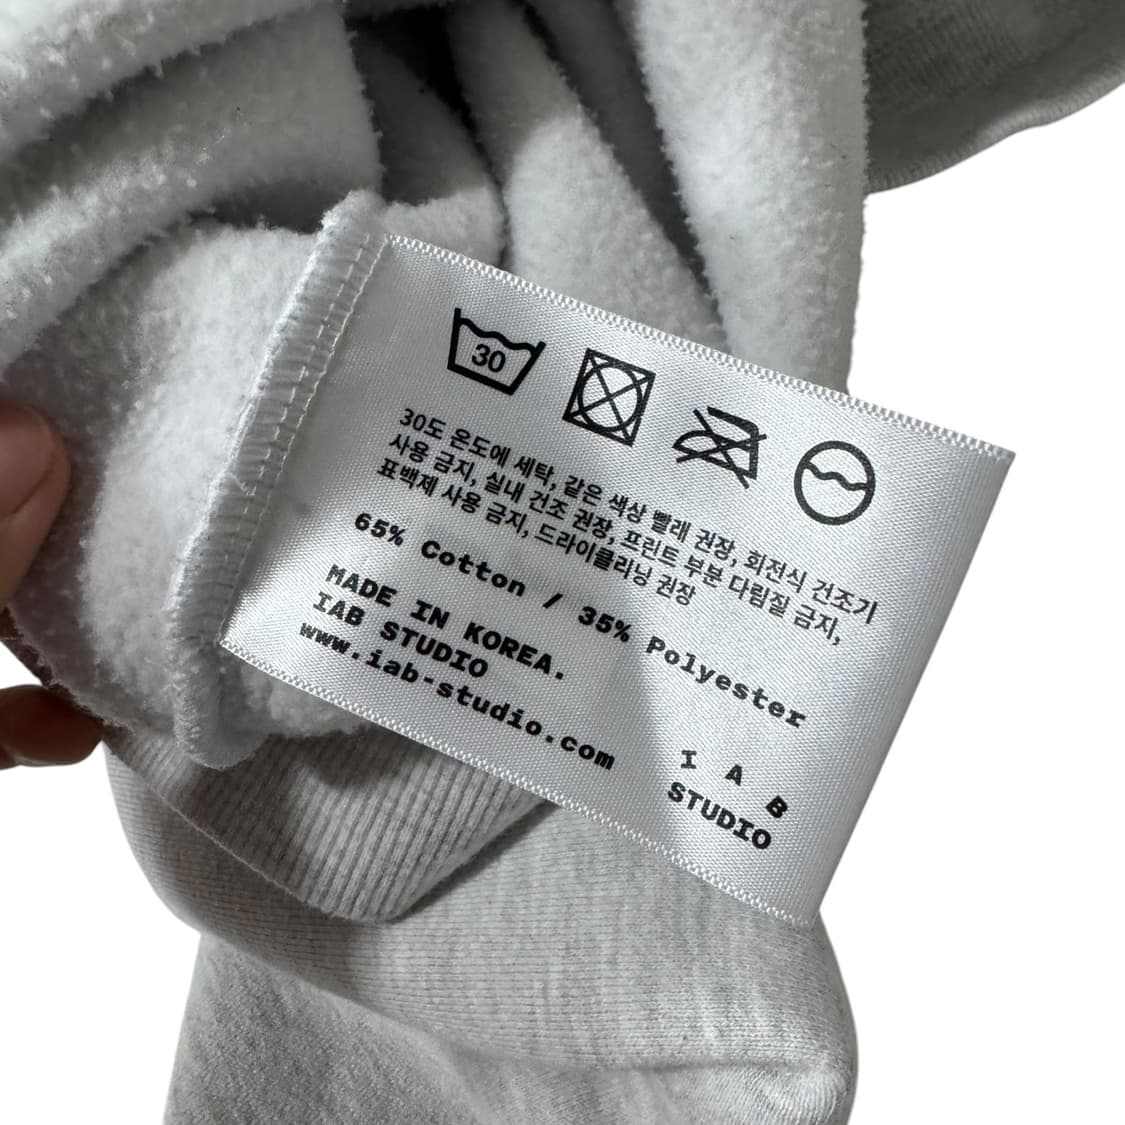 30
30도 온도에 세탁, 같은 색상 빨래 권장, 회전식 건조기
사용 금지, 실내 건조 권장, 프린트 부분 다림질 금지,
표백제 사용 금지, 드라이클리닝 권장
65% Cotton / 35% Polyester
MADE IN KOREA.
IAB STUDIO
www.iab-studio.com
I A B
STUDIO